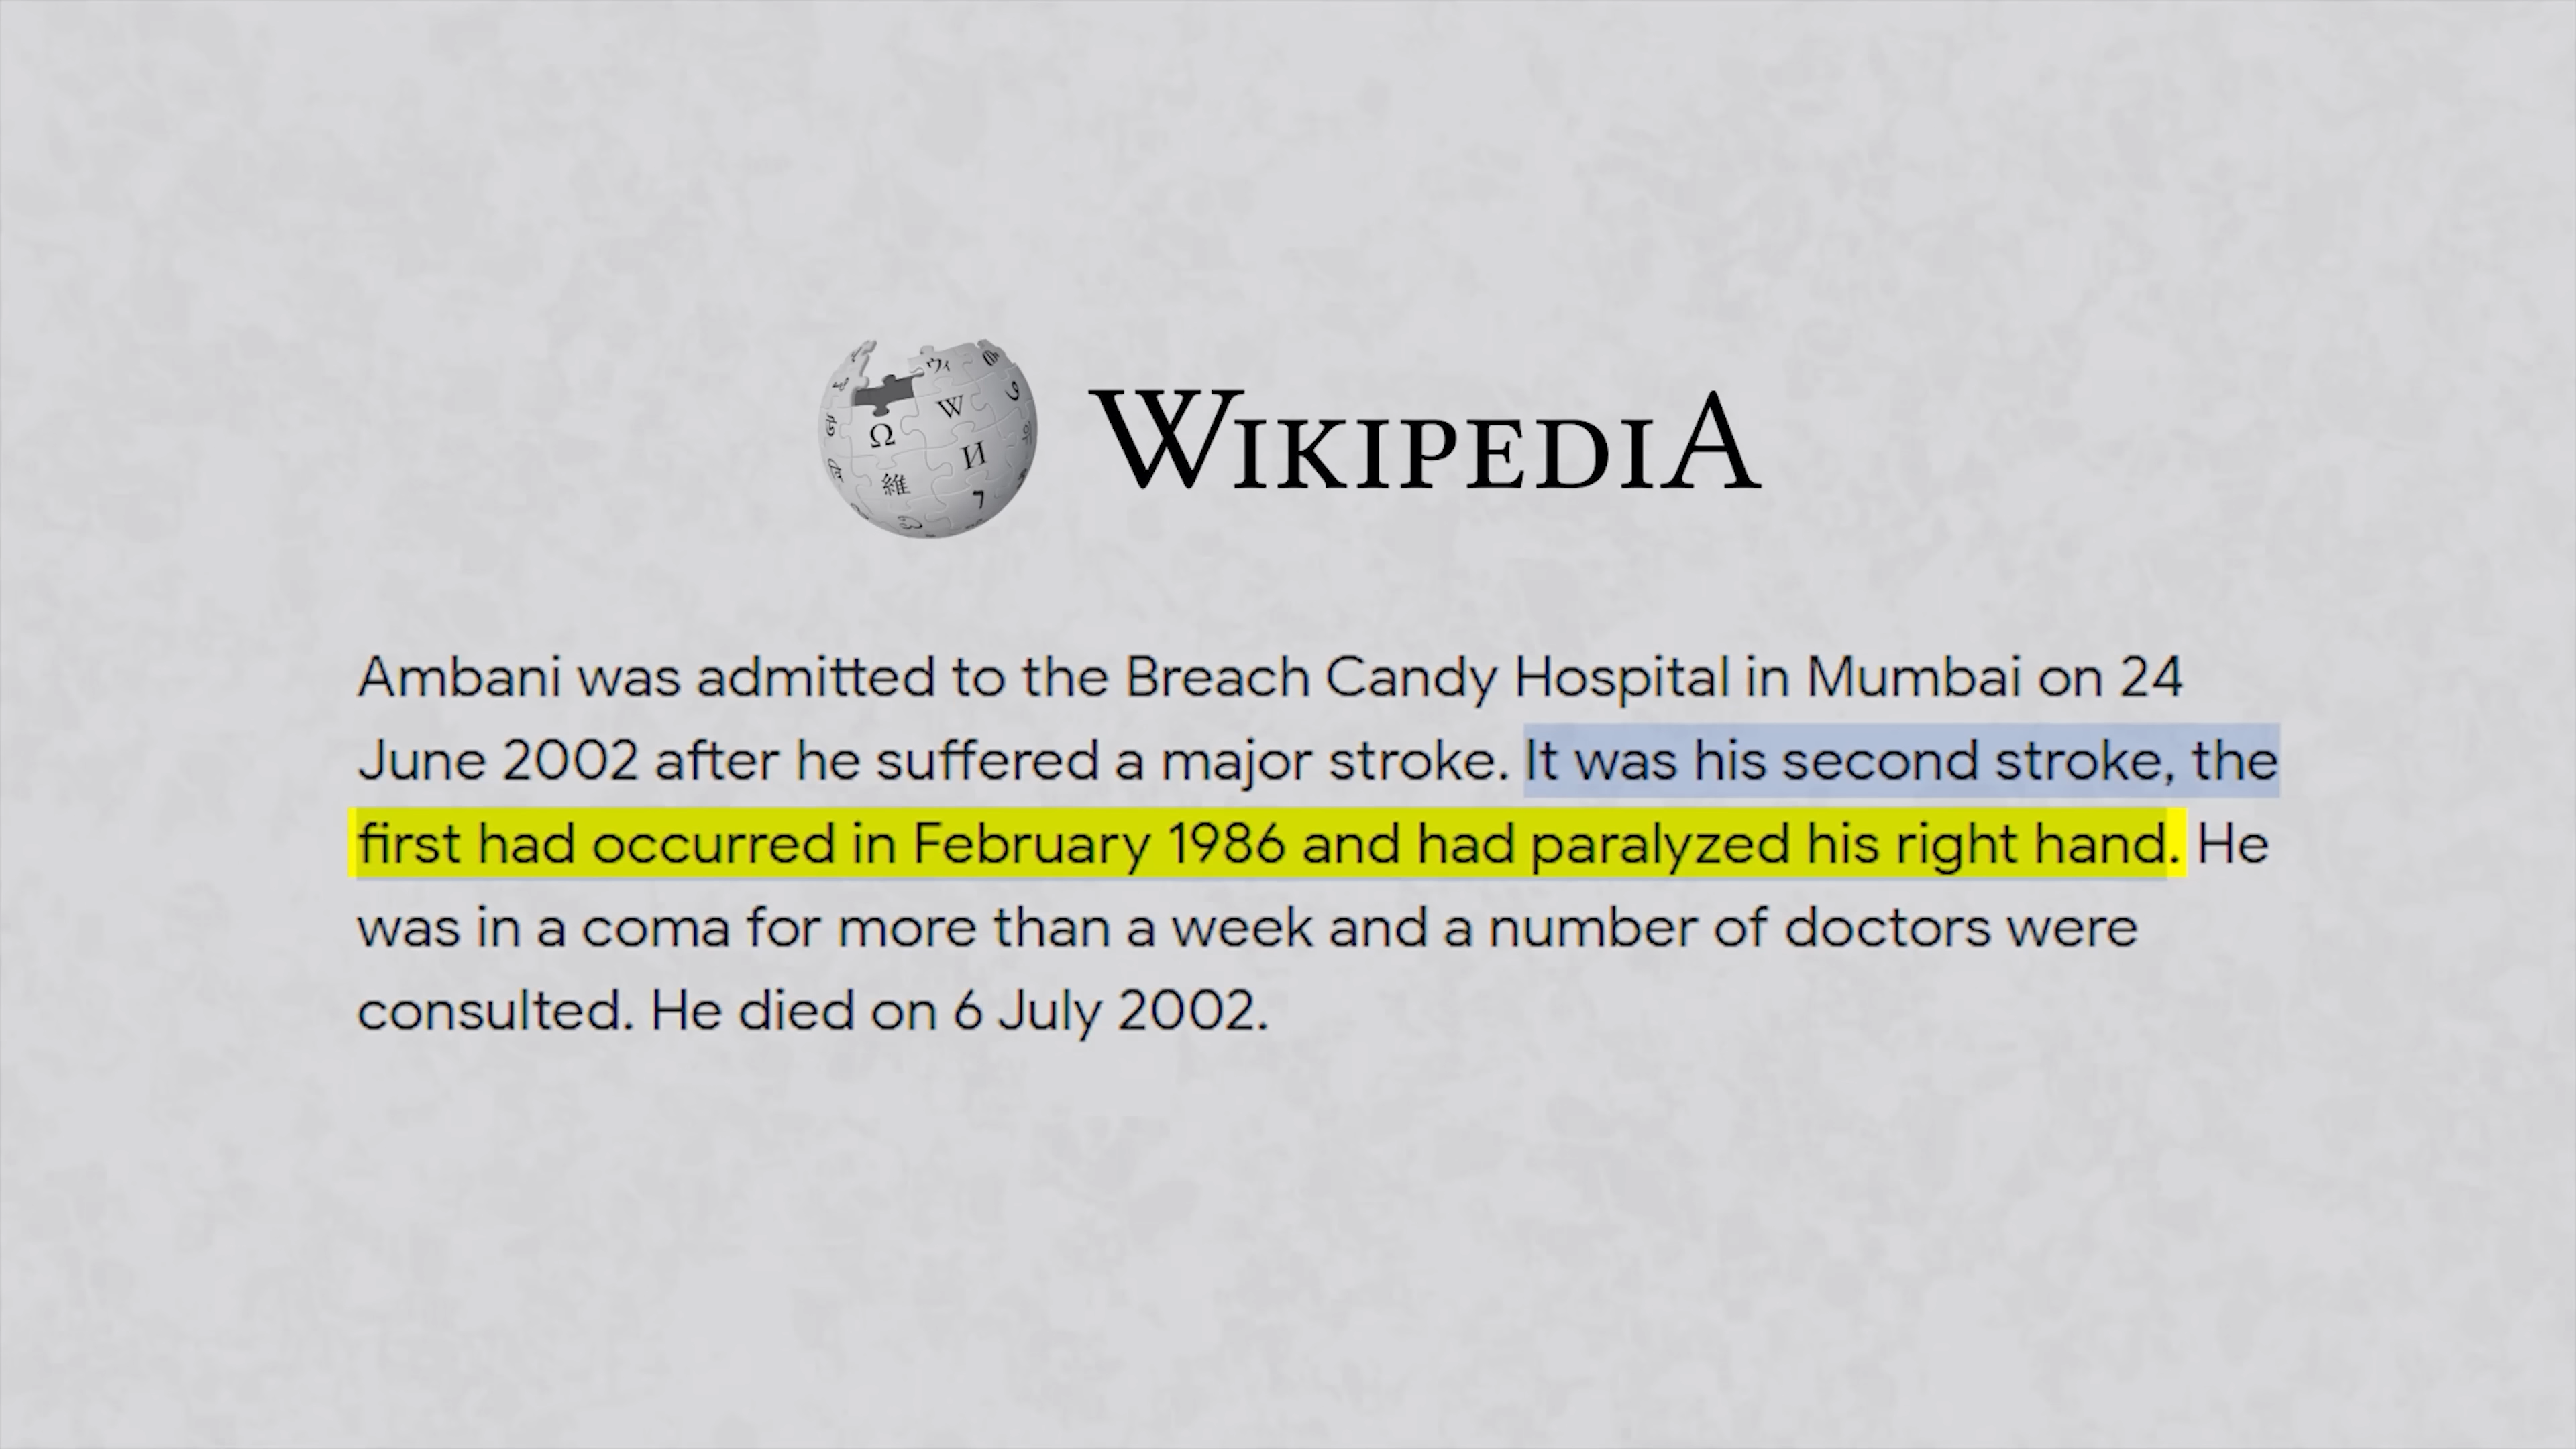 WIKIPEDIA
Ambani was admitted to the Breach Candy Hospital in Mumbai on 24
June 2002 after he suffered a major stroke. It was his second stroke, the
first had occurred in February 1986 and had paralyzed his right hand. He
was in a coma for more than a week and a number of doctors were
consulted. He died on 6 July 2002.